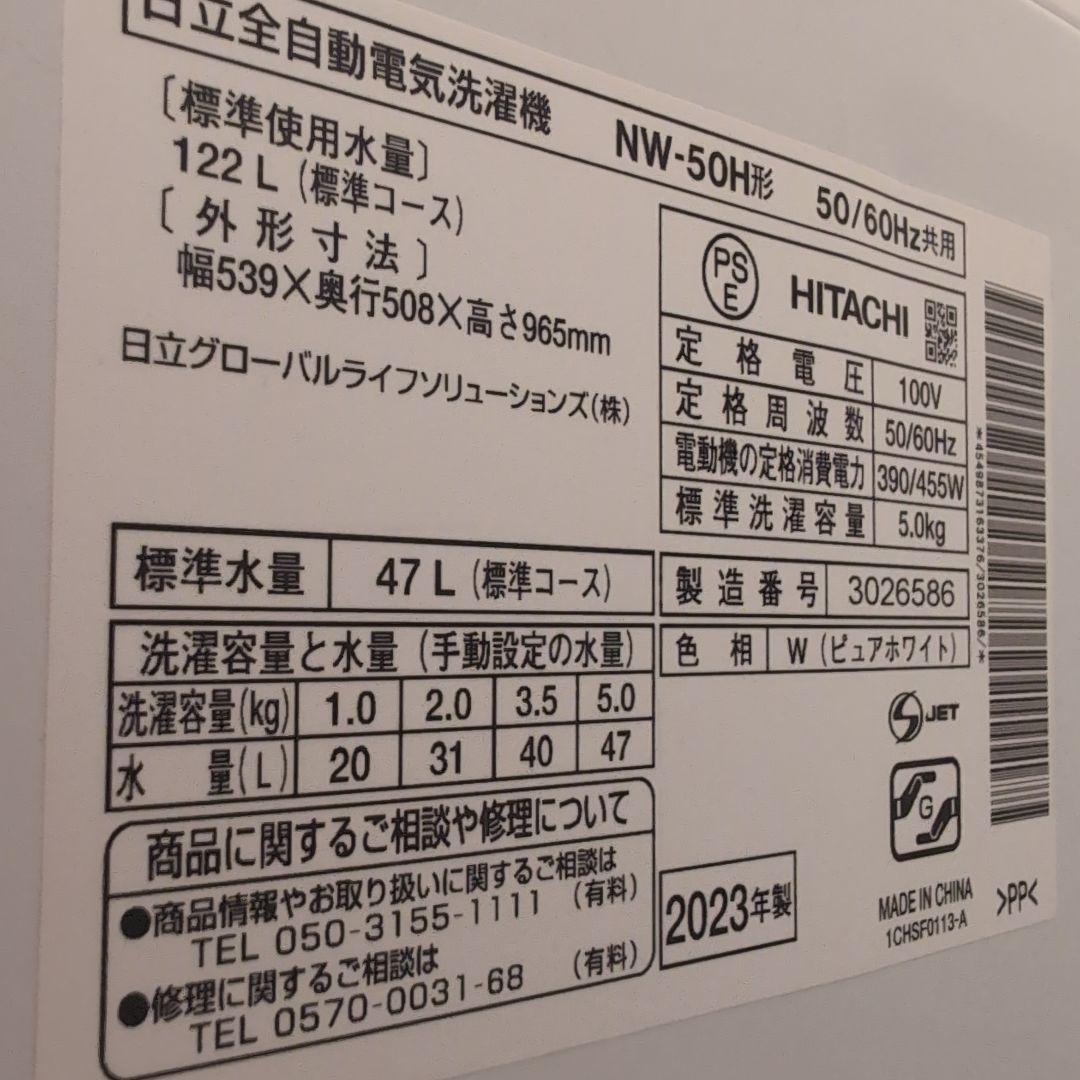 日立全自動電気洗濯機 NW-50H形 50/60Hz共用
〔標準使用水量〕
122 L (標準コース)
〔外形寸法〕
幅539×奥行508×高さ965mm
日立グローバルライフソリューションズ(株)
PS
E
HITACHI
定格電圧 100V
定格周波数 50/60Hz
電動機の定格消費電力 390/455W
標準洗濯容量 5.0kg
標準水量 47 L (標準コース)
製造番号 3026586
色相 W (ピュアホワイト)
洗濯容量と水量 (手動設定の水量)
洗濯容量(kg) 1.0 2.0 3.5 5.0
水量(L) 20 31 40 47
商品に関するご相談や修理について
●商品情報やお取り扱いに関するご相談は
TEL 050-3155-1111 (有料)
●修理に関するご相談は
TEL 0570-0031-68 (有料)
2023年製
JET
G
MADE IN CHINA
1CHSF0113-A
>PP<
*4549873163376/3026586/*